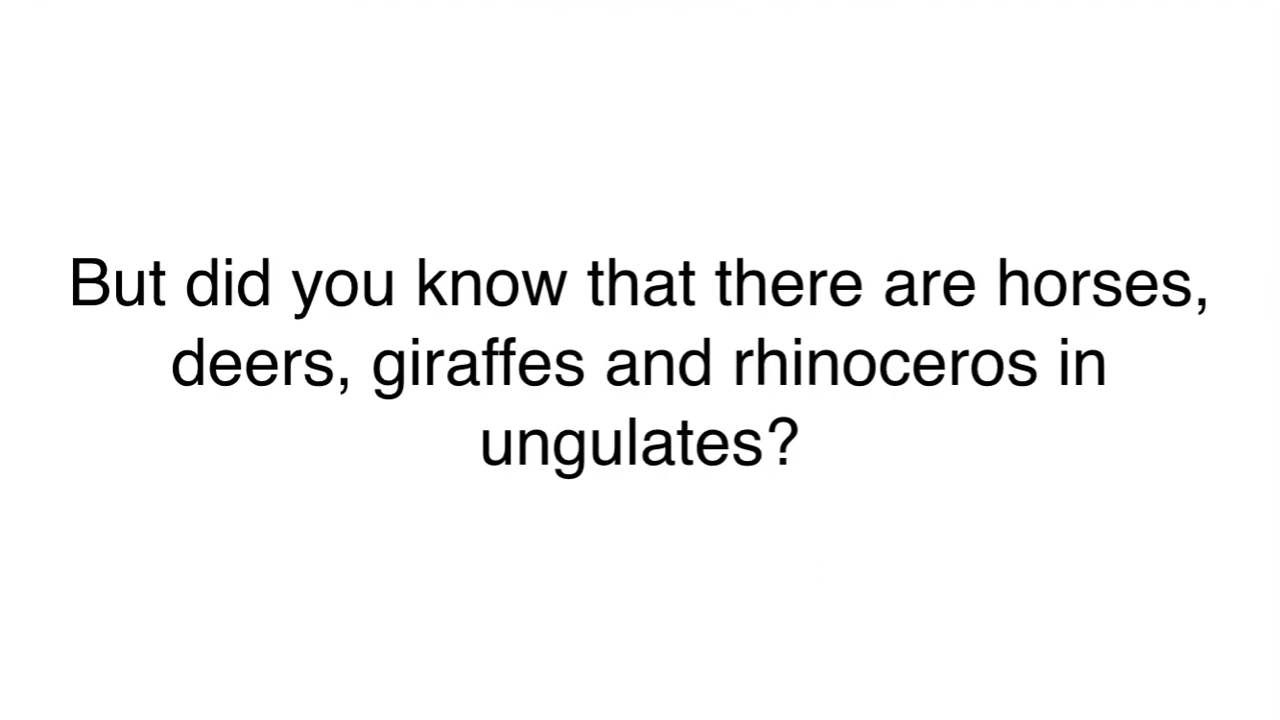 But did you know that there are horses,
deers, giraffes and rhinoceros in
ungulates?